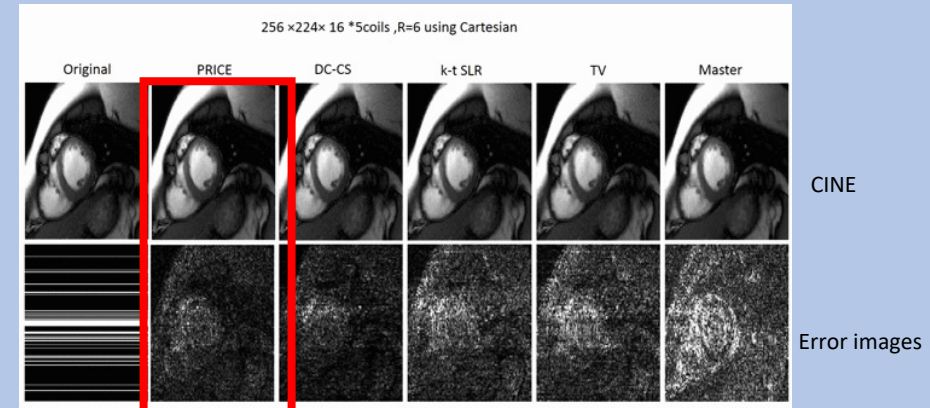 256 ×224× 16 *5coils ,R=6 using Cartesian
Original PRICE DC-CS k-t SLR TV Master
CINE
Error images